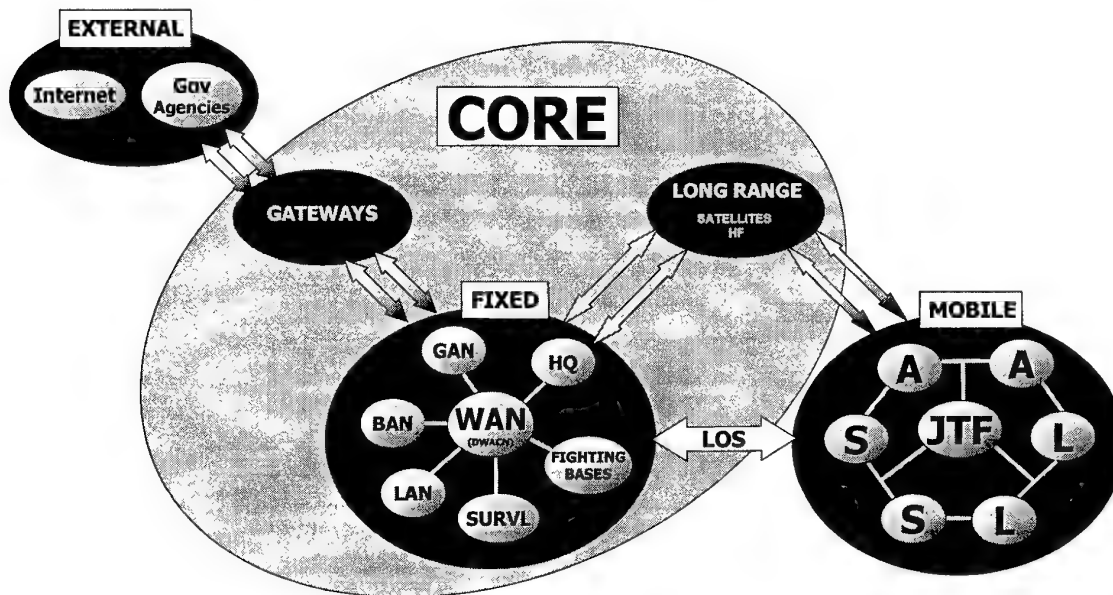 EXTERNAL
Internet
Gov
Agencies
CORE
GATEWAYS
LONG RANGE
SATELLITES
HF
FIXED
GAN
HQ
BAN
WAN
(DWACN)
FIGHTING
BASES
LAN
SURVL
LOS
MOBILE
A
A
S
JTF
L
S
L